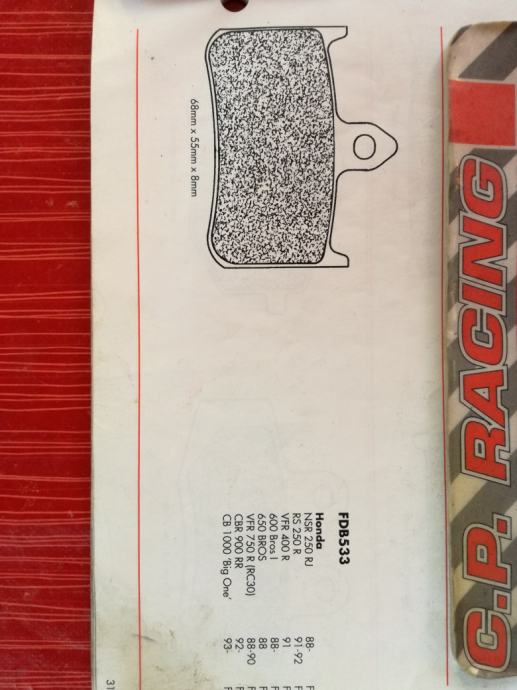 68mm x 55mm x 8mm
FDB533
Honda
NSR 250 RJ 88- F
RS 250 R 91-92 F
VFR 400 R 91 F
600 Bros I 88- F
650 BROS 88 F
VFR 750 R (RC30) 88-90 F
CBR 900 RR 92- F
CB 1000 'Big One' 93- F
31
C.P. RACING